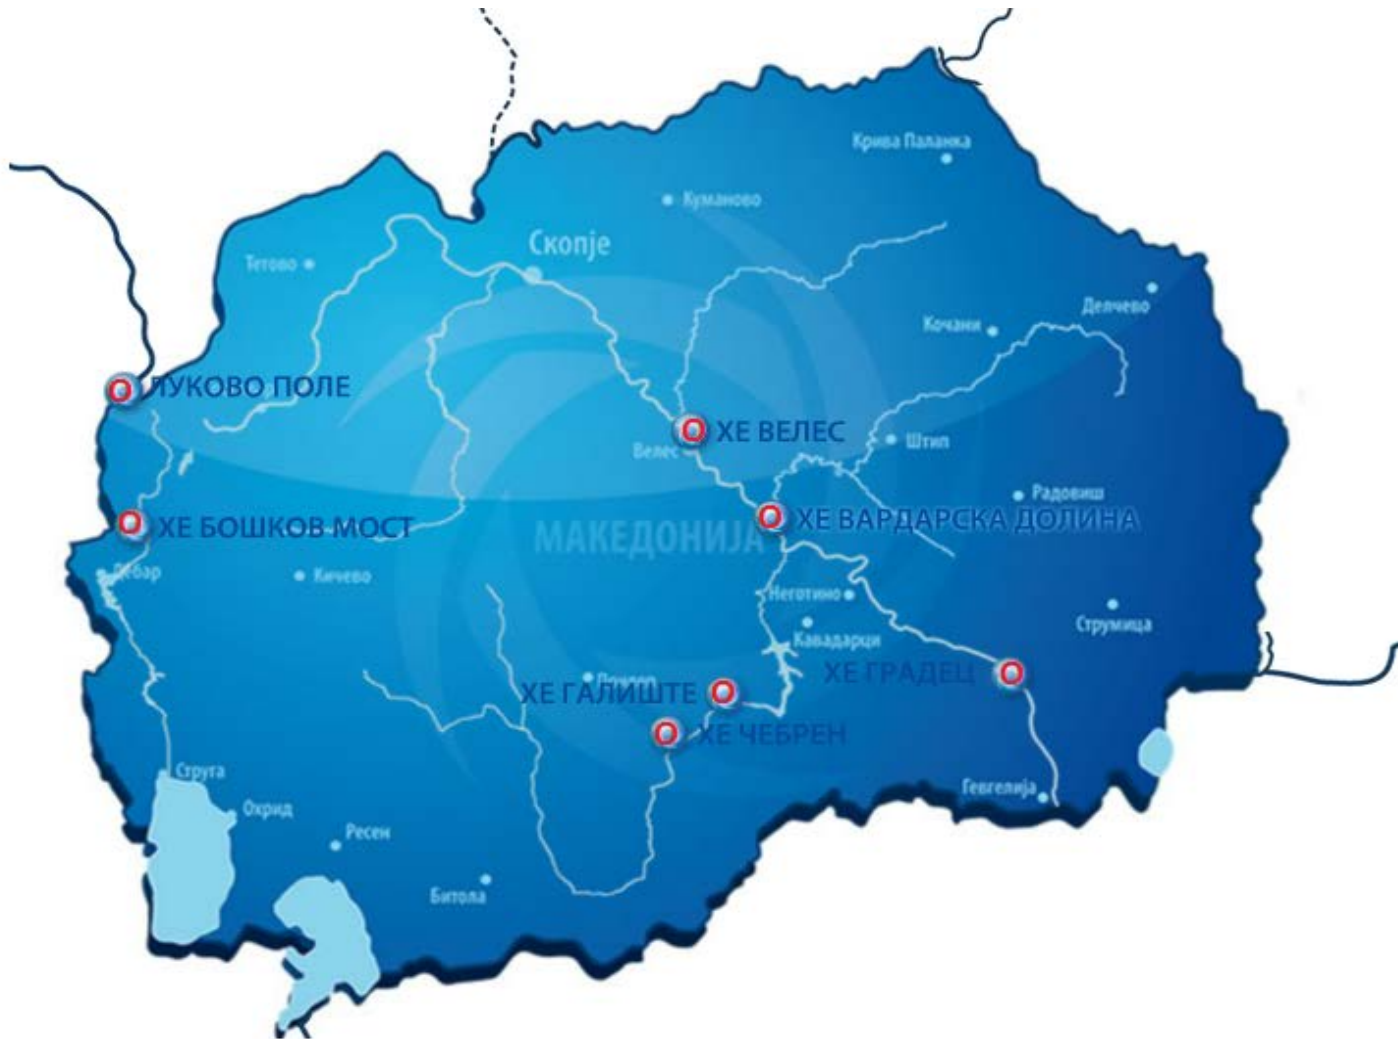 Крива Паланка
Куманово
Скопје
Тетово
Делчево
Кочани
ЛУКОВО ПОЛЕ
О
О
ХЕ ВЕЛЕС
Велес
Штип
Радовиш
О
ХЕ БОШКОВ МОСТ
О
ХЕ ВАРДАРСКА ДОЛИНА
МАКЕДОНИЈА
Дебар
Кичево
Неготино
Кавадарци
Струмица
ХЕ ГРАДЕЦ
О
ХЕ ГАЛИШТЕ
О
О
ХЕ ЧЕБРЕН
Струга
Охрид
Ресен
Битола
Гевгелија